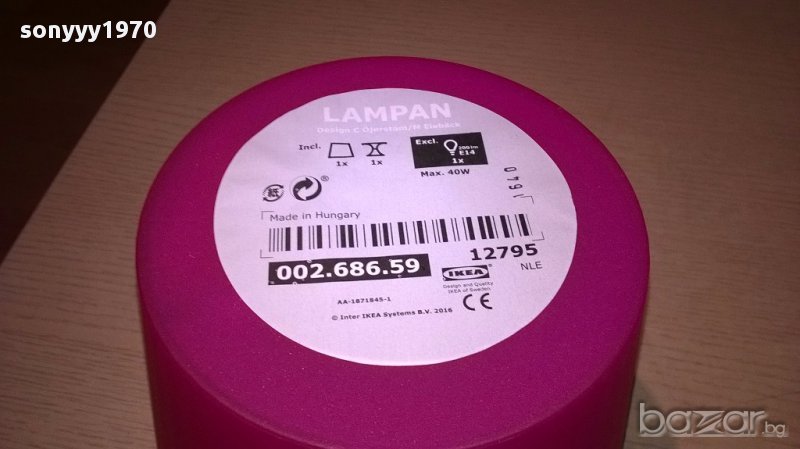 sonyyy1970
LAMPAN
Design C Öjerstam/M Elebäck
Incl.
1x
1x
Excl.
200lm
E14
1x
Max. 40W
1640
Made in Hungary
12795
002.686.59
NLE
IKEA
Design and Quality
IKEA of Sweden
AA-1871845-1
CE
© Inter IKEA Systems B.V. 2016
bazar.bg